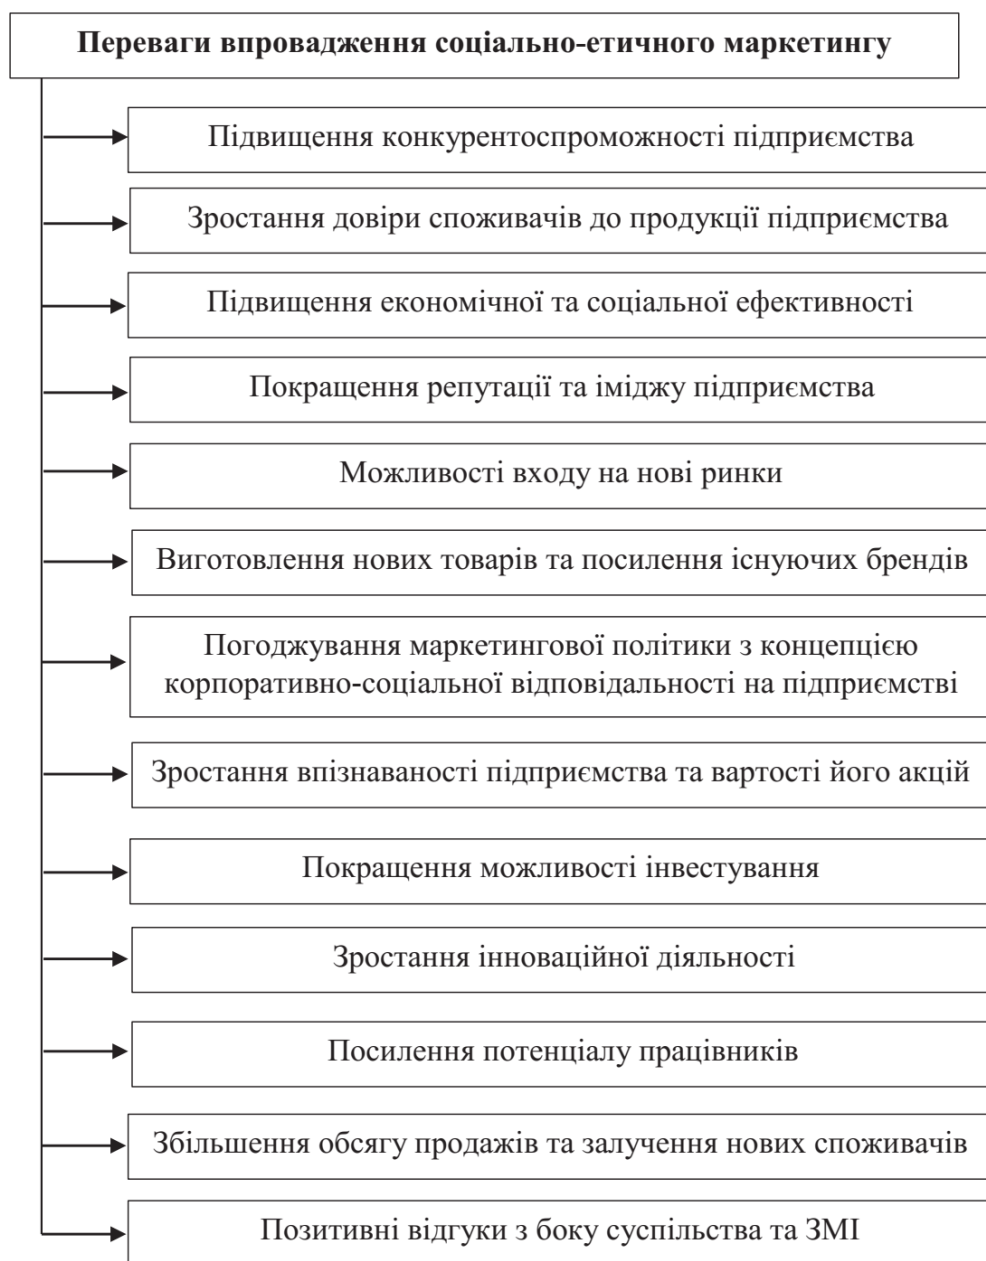 Переваги впровадження соціально-етичного маркетингу
Підвищення конкурентоспроможності підприємства
Зростання довіри споживачів до продукції підприємства
Підвищення економічної та соціальної ефективності
Покращення репутації та іміджу підприємства
Можливості входу на нові ринки
Виготовлення нових товарів та посилення існуючих брендів
Погоджування маркетингової політики з концепцією
корпоративно-соціальної відповідальності на підприємстві
Зростання впізнаваності підприємства та вартості його акцій
Покращення можливості інвестування
Зростання інноваційної діяльності
Посилення потенціалу працівників
Збільшення обсягу продажів та залучення нових споживачів
Позитивні відгуки з боку суспільства та ЗМІ